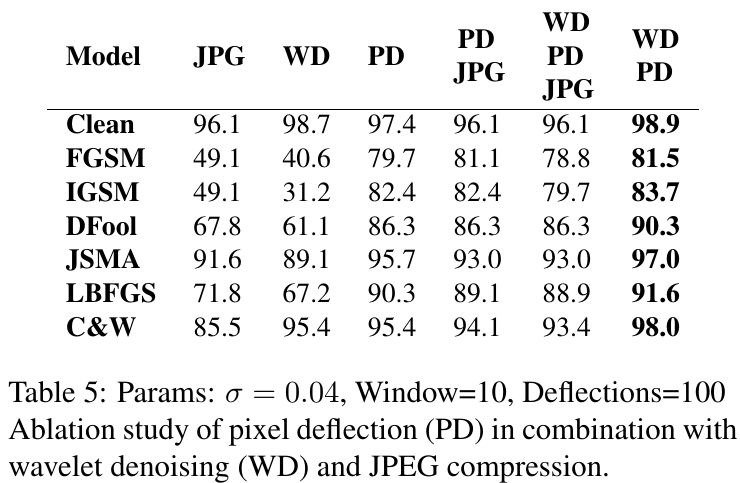 Model JPG WD PD PD JPG WD PD JPG WD PD
Clean 96.1 98.7 97.4 96.1 96.1 98.9
FGSM 49.1 40.6 79.7 81.1 78.8 81.5
IGSM 49.1 31.2 82.4 82.4 79.7 83.7
DFool 67.8 61.1 86.3 86.3 86.3 90.3
JSMA 91.6 89.1 95.7 93.0 93.0 97.0
LBFGS 71.8 67.2 90.3 89.1 88.9 91.6
C&W 85.5 95.4 95.4 94.1 93.4 98.0
Table 5: Params: σ = 0.04, Window=10, Deflections=100
Ablation study of pixel deflection (PD) in combination with
wavelet denoising (WD) and JPEG compression.